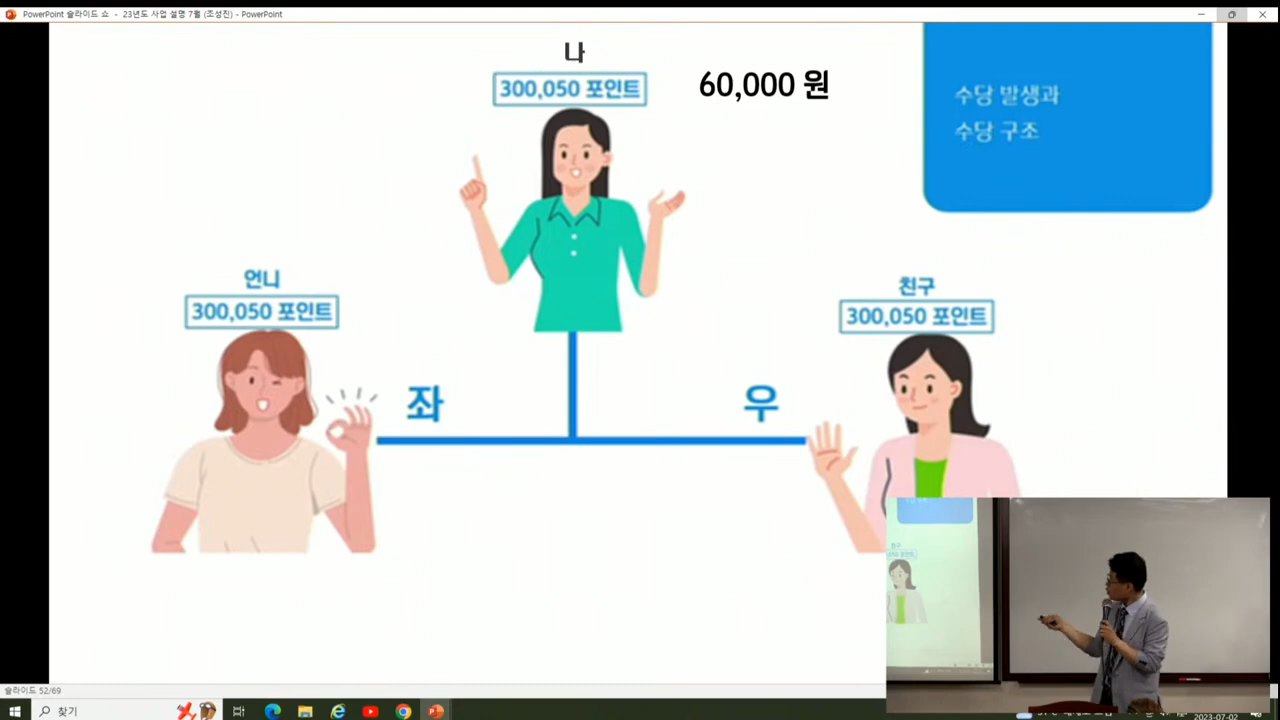 PowerPoint 슬라이드 쇼 - 23년도 사업 설명 7월 (조성진) - PowerPoint
나
300,050 포인트
60,000 원
수당 발생과
수당 구조
언니
300,050 포인트
친구
300,050 포인트
좌
우
슬라이드 52/69
찾기
2023-07-02